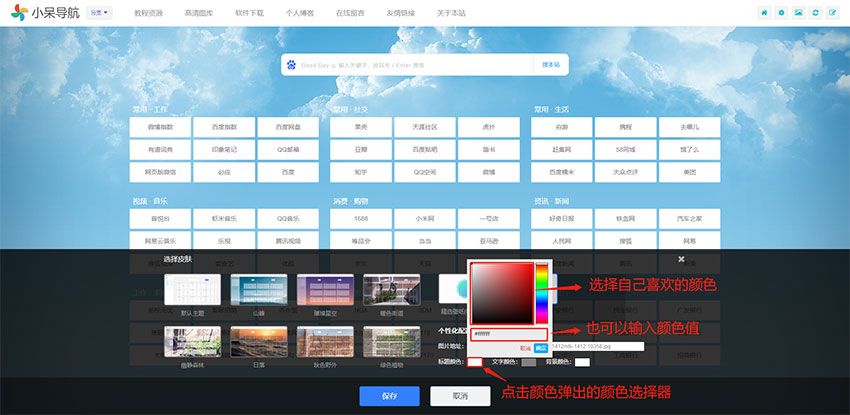 小呆导航 分类 教程资源 高清图库 软件下载 个人博客 在线留言 友情链接 关于本站
输入关键字，按鼠标 / Enter 搜索 搜本站
常用 · 工作 常用 · 社交 常用 · 生活
微博指数 百度指数 百度网盘 果壳 天涯社区 虎扑 穷游 携程 去哪儿
有道词典 印象笔记 QQ邮箱 豆瓣 百度贴吧 脸书 赶集网 58同城 饿了么
网页版微信 必应 百度 知乎 QQ空间 微博 百度糯米 大众点评 美团
视频 · 音乐 消费 · 购物 资讯 · 新闻
音悦台 虾米音乐 QQ音乐 1688 小米网 一号店 好奇日报 铁血网 汽车之家
网易云音乐 乐视 腾讯视频 唯品会 当当 亚马逊 人民网 搜狐 网易
选择皮肤
选择自己喜欢的颜色
默认主题 山峰 璀璨星空 暖色街道
个性化配
#ffffff
也可以输入颜色值
图片地址: 1412/mtk-1412-10358.jpg
取消 确定
幽静森林 日落 秋色野外 绿色植物 标题颜色: 文字颜色: 背景颜色:
点击颜色弹出的颜色选择器
保存 取消